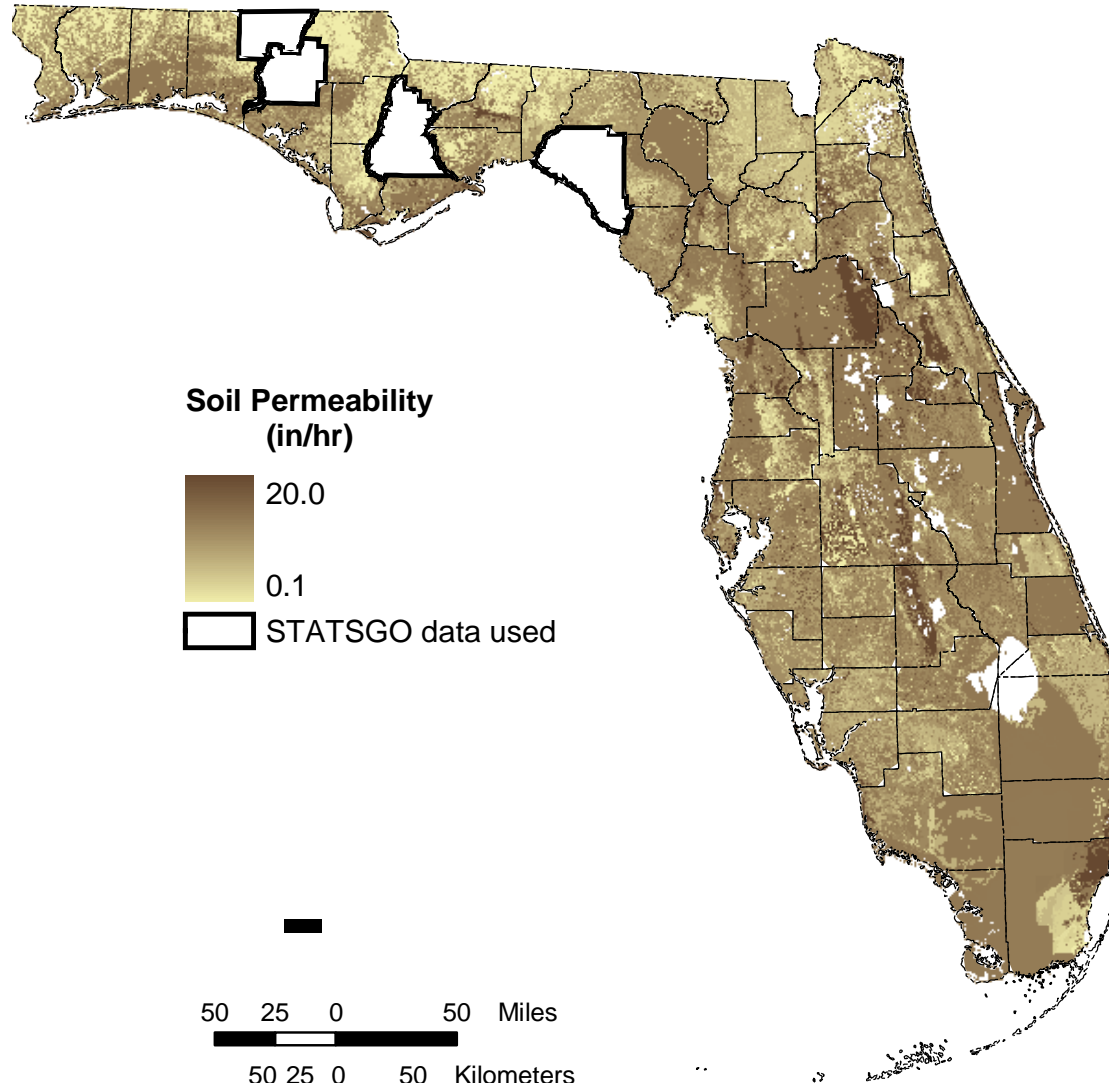 Soil Permeability
(in/hr)
20.0
0.1
STATSGO data used
50 25 0 50 Miles
50 25 0 50 Kilometers